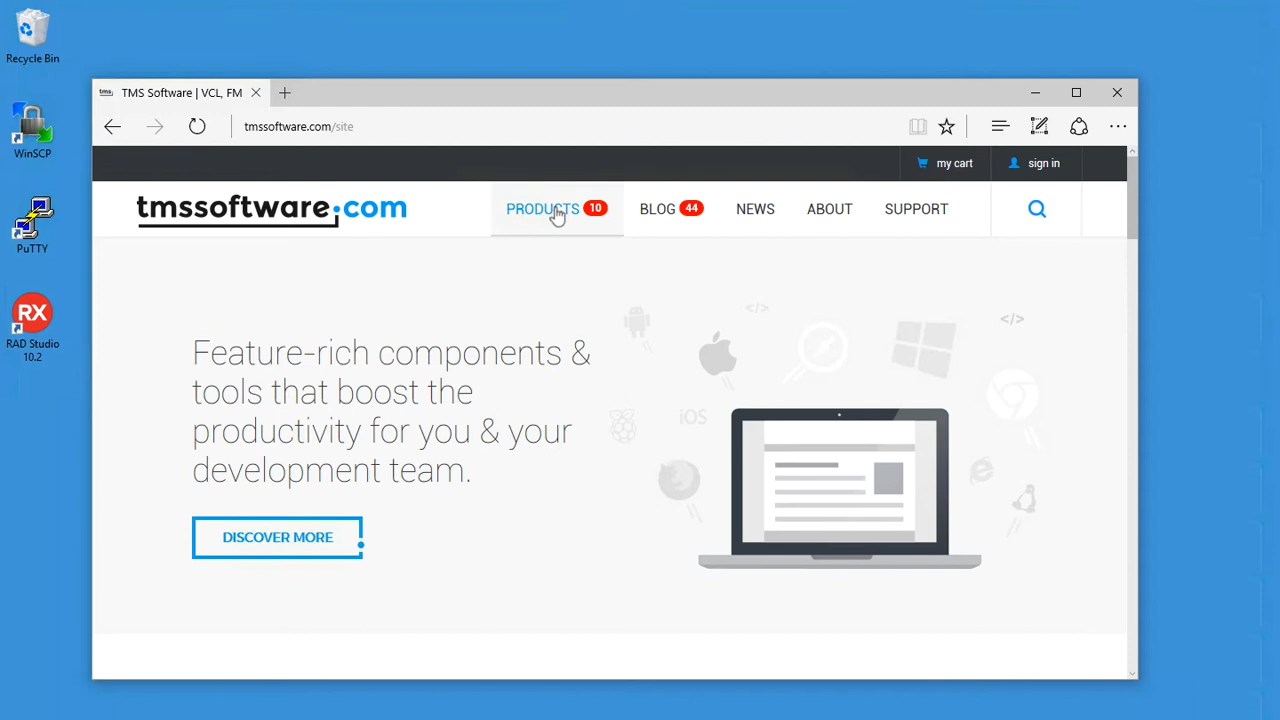 Recycle Bin
WinSCP
PuTTY
RAD Studio
10.2
RX
tms. TMS Software | VCL, FM
tmssoftware.com/site
my cart
sign in
tmssoftware.com
PRODUCTS 10
BLOG 44
NEWS
ABOUT
SUPPORT
Feature-rich components &
tools that boost the
productivity for you & your
development team.
DISCOVER MORE
</>
</>
iOS